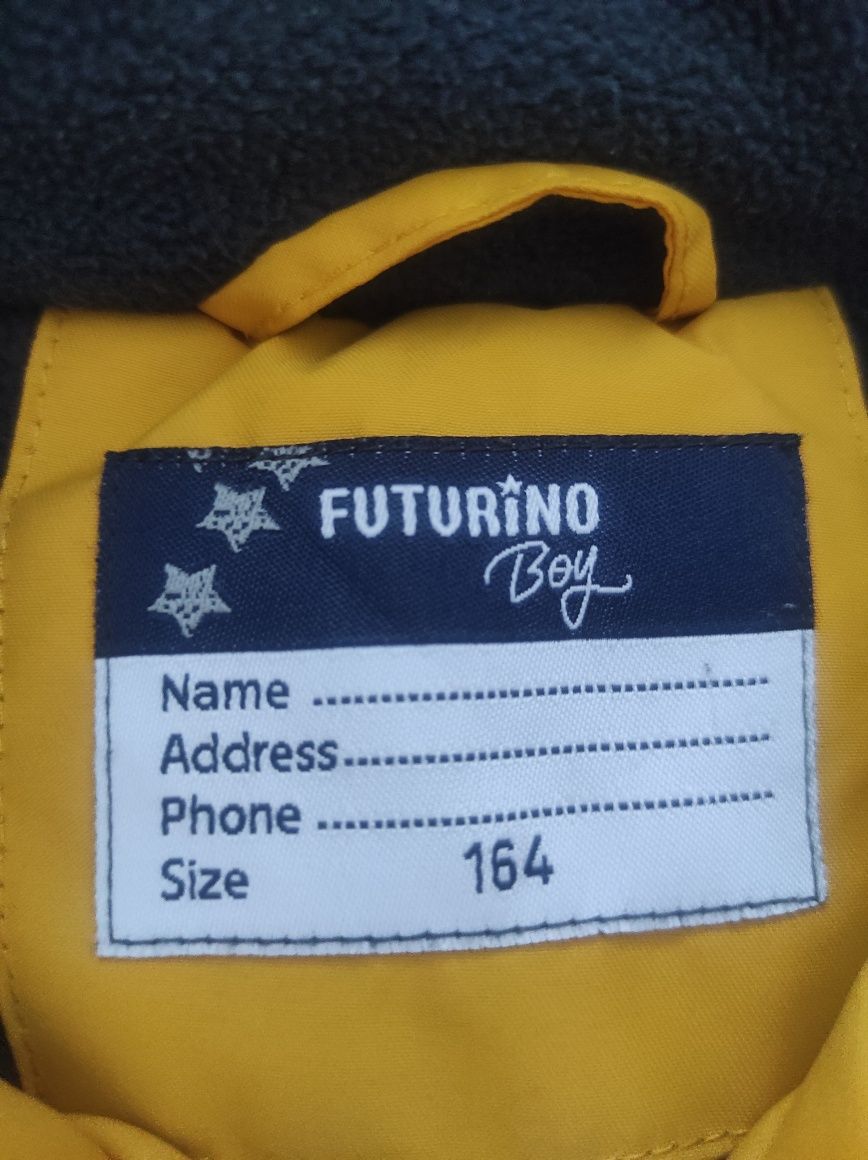 FUTURINO
Boy
Name ........................................
Address.....................................
Phone .......................................
Size 164